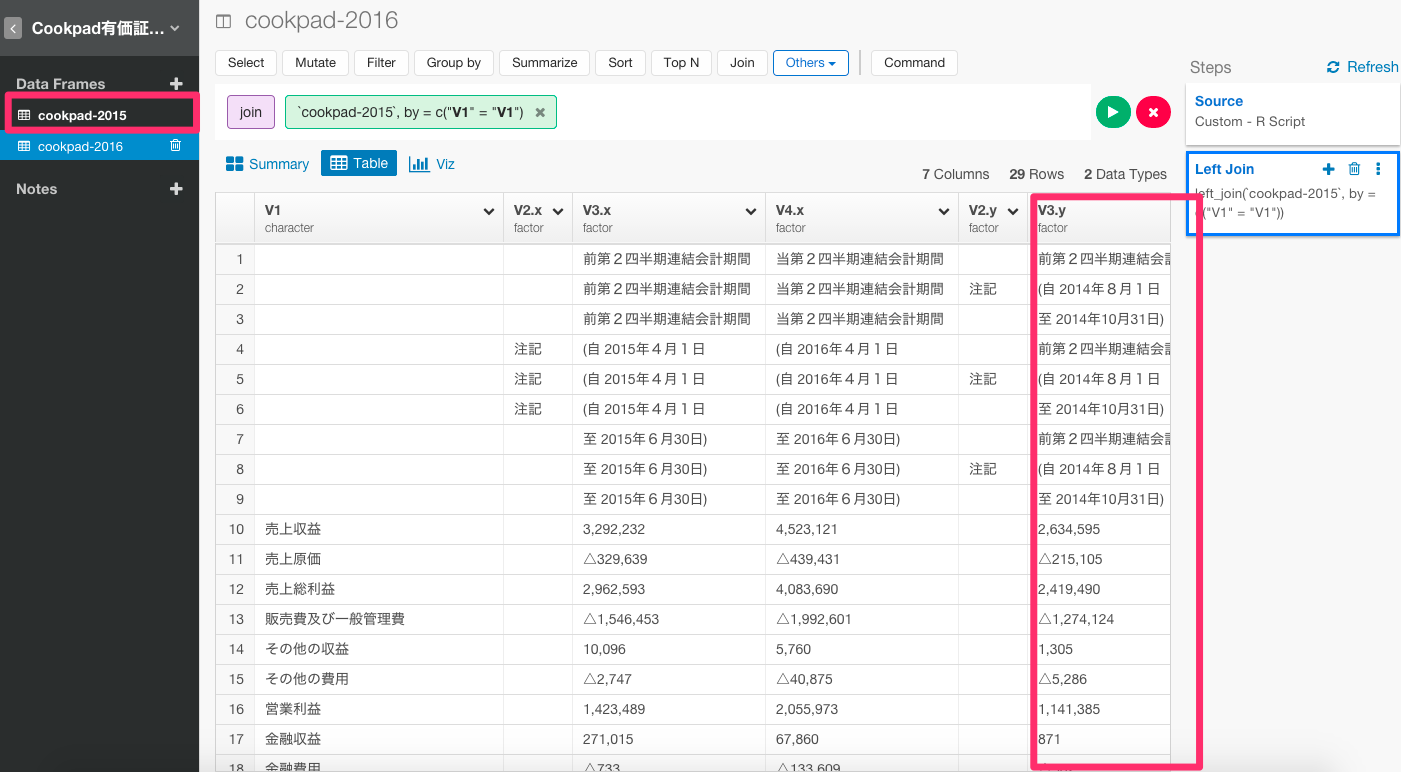 Cookpad有価証...
cookpad-2016
Select Mutate Filter Group by Summarize Sort Top N Join Others Command
Steps Refresh
Data Frames
cookpad-2015
cookpad-2016
Notes
join `cookpad-2015`, by = c("V1" = "V1")
Source
Custom - R Script
Summary Table Viz
7 Columns 29 Rows 2 Data Types
Left Join
left_join(`cookpad-2015`, by =
("V1" = "V1"))
V1 V2.x V3.x V4.x V2.y V3.y
character factor factor factor factor factor
1 前第２四半期連結会計期間 当第２四半期連結会計期間 前第２四半期連結会計
2 前第２四半期連結会計期間 当第２四半期連結会計期間 注記 (自 2014年８月１日
3 前第２四半期連結会計期間 当第２四半期連結会計期間 至 2014年10月31日)
4 注記 (自 2015年４月１日 (自 2016年４月１日 前第２四半期連結会計
5 注記 (自 2015年４月１日 (自 2016年４月１日 注記 (自 2014年８月１日
6 注記 (自 2015年４月１日 (自 2016年４月１日 至 2014年10月31日)
7 至 2015年６月30日) 至 2016年６月30日) 前第２四半期連結会計
8 至 2015年６月30日) 至 2016年６月30日) 注記 (自 2014年８月１日
9 至 2015年６月30日) 至 2016年６月30日) 至 2014年10月31日)
10 売上収益 3,292,232 4,523,121 2,634,595
11 売上原価 △329,639 △439,431 △215,105
12 売上総利益 2,962,593 4,083,690 2,419,490
13 販売費及び一般管理費 △1,546,453 △1,992,601 △1,274,124
14 その他の収益 10,096 5,760 1,305
15 その他の費用 △2,747 △40,875 △5,286
16 営業利益 1,423,489 2,055,973 1,141,385
17 金融収益 271,015 67,860 871
18 金融費用 △733 △133,609